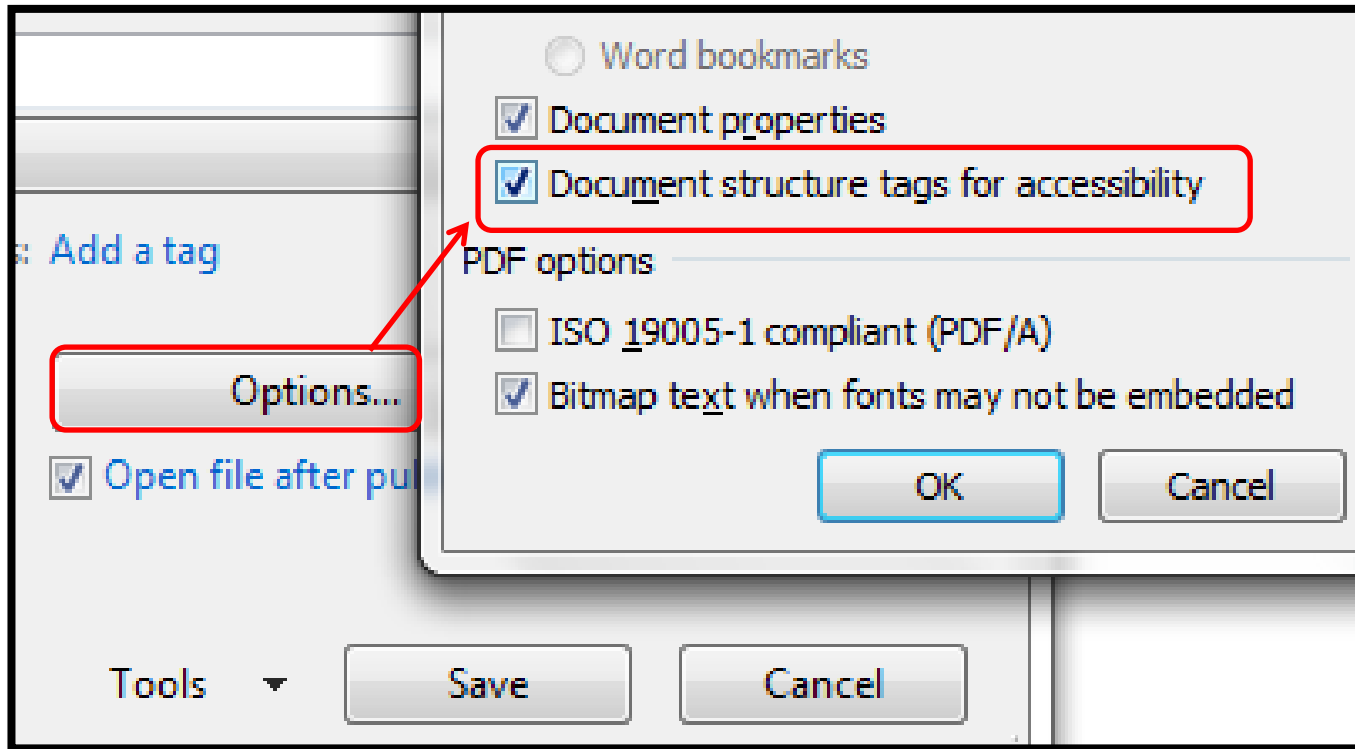 Word bookmarks
Document properties
Document structure tags for accessibility
PDF options
ISO 19005-1 compliant (PDF/A)
Bitmap text when fonts may not be embedded
OK
Cancel
Add a tag
Options...
Open file after
Tools
Save
Cancel